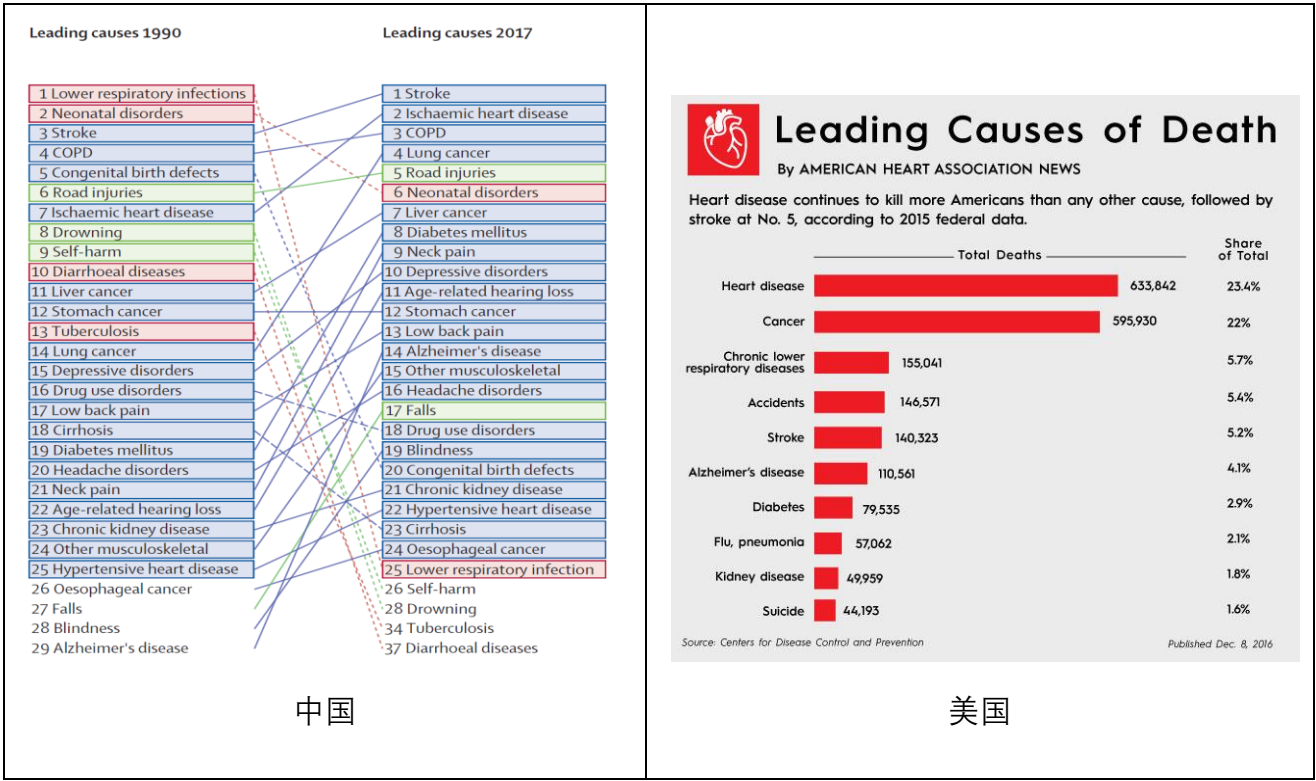 Leading causes 1990
1 Lower respiratory infections
2 Neonatal disorders
3 Stroke
4 COPD
5 Congenital birth defects
6 Road injuries
7 Ischaemic heart disease
8 Drowning
9 Self-harm
10 Diarrhoeal diseases
11 Liver cancer
12 Stomach cancer
13 Tuberculosis
14 Lung cancer
15 Depressive disorders
16 Drug use disorders
17 Low back pain
18 Cirrhosis
19 Diabetes mellitus
20 Headache disorders
21 Neck pain
22 Age-related hearing loss
23 Chronic kidney disease
24 Other musculoskeletal
25 Hypertensive heart disease
26 Oesophageal cancer
27 Falls
28 Blindness
29 Alzheimer's disease
Leading causes 2017
1 Stroke
2 Ischaemic heart disease
3 COPD
4 Lung cancer
5 Road injuries
6 Neonatal disorders
7 Liver cancer
8 Diabetes mellitus
9 Neck pain
10 Depressive disorders
11 Age-related hearing loss
12 Stomach cancer
13 Low back pain
14 Alzheimer's disease
15 Other musculoskeletal
16 Headache disorders
17 Falls
18 Drug use disorders
19 Blindness
20 Congenital birth defects
21 Chronic kidney disease
22 Hypertensive heart disease
23 Cirrhosis
24 Oesophageal cancer
25 Lower respiratory infection
26 Self-harm
28 Drowning
34 Tuberculosis
37 Diarrhoeal diseases
中国
Leading Causes of Death
By AMERICAN HEART ASSOCIATION NEWS
Heart disease continues to kill more Americans than any other cause, followed by
stroke at No. 5, according to 2015 federal data.
Total Deaths
Share
of Total
Heart disease 633,842 23.4%
Cancer 595,930 22%
Chronic lower
respiratory diseases 155,041 5.7%
Accidents 146,571 5.4%
Stroke 140,323 5.2%
Alzheimer's disease 110,561 4.1%
Diabetes 79,535 2.9%
Flu, pneumonia 57,062 2.1%
Kidney disease 49,959 1.8%
Suicide 44,193 1.6%
Source: Centers for Disease Control and Prevention
Published Dec. 8, 2016
美国